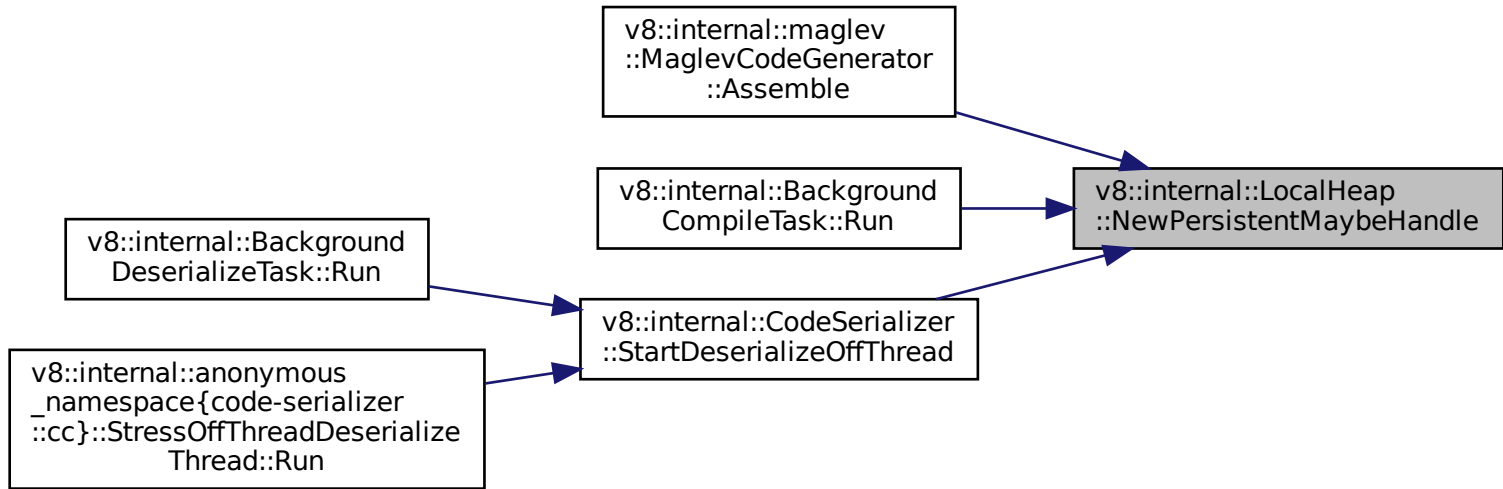 v8::internal::maglev
::MaglevCodeGenerator
::Assemble
v8::internal::Background
CompileTask::Run
v8::internal::LocalHeap
::NewPersistentMaybeHandle
v8::internal::Background
DeserializeTask::Run
v8::internal::CodeSerializer
::StartDeserializeOffThread
v8::internal::anonymous
_namespace{code-serializer
::cc}::StressOffThreadDeserialize
Thread::Run